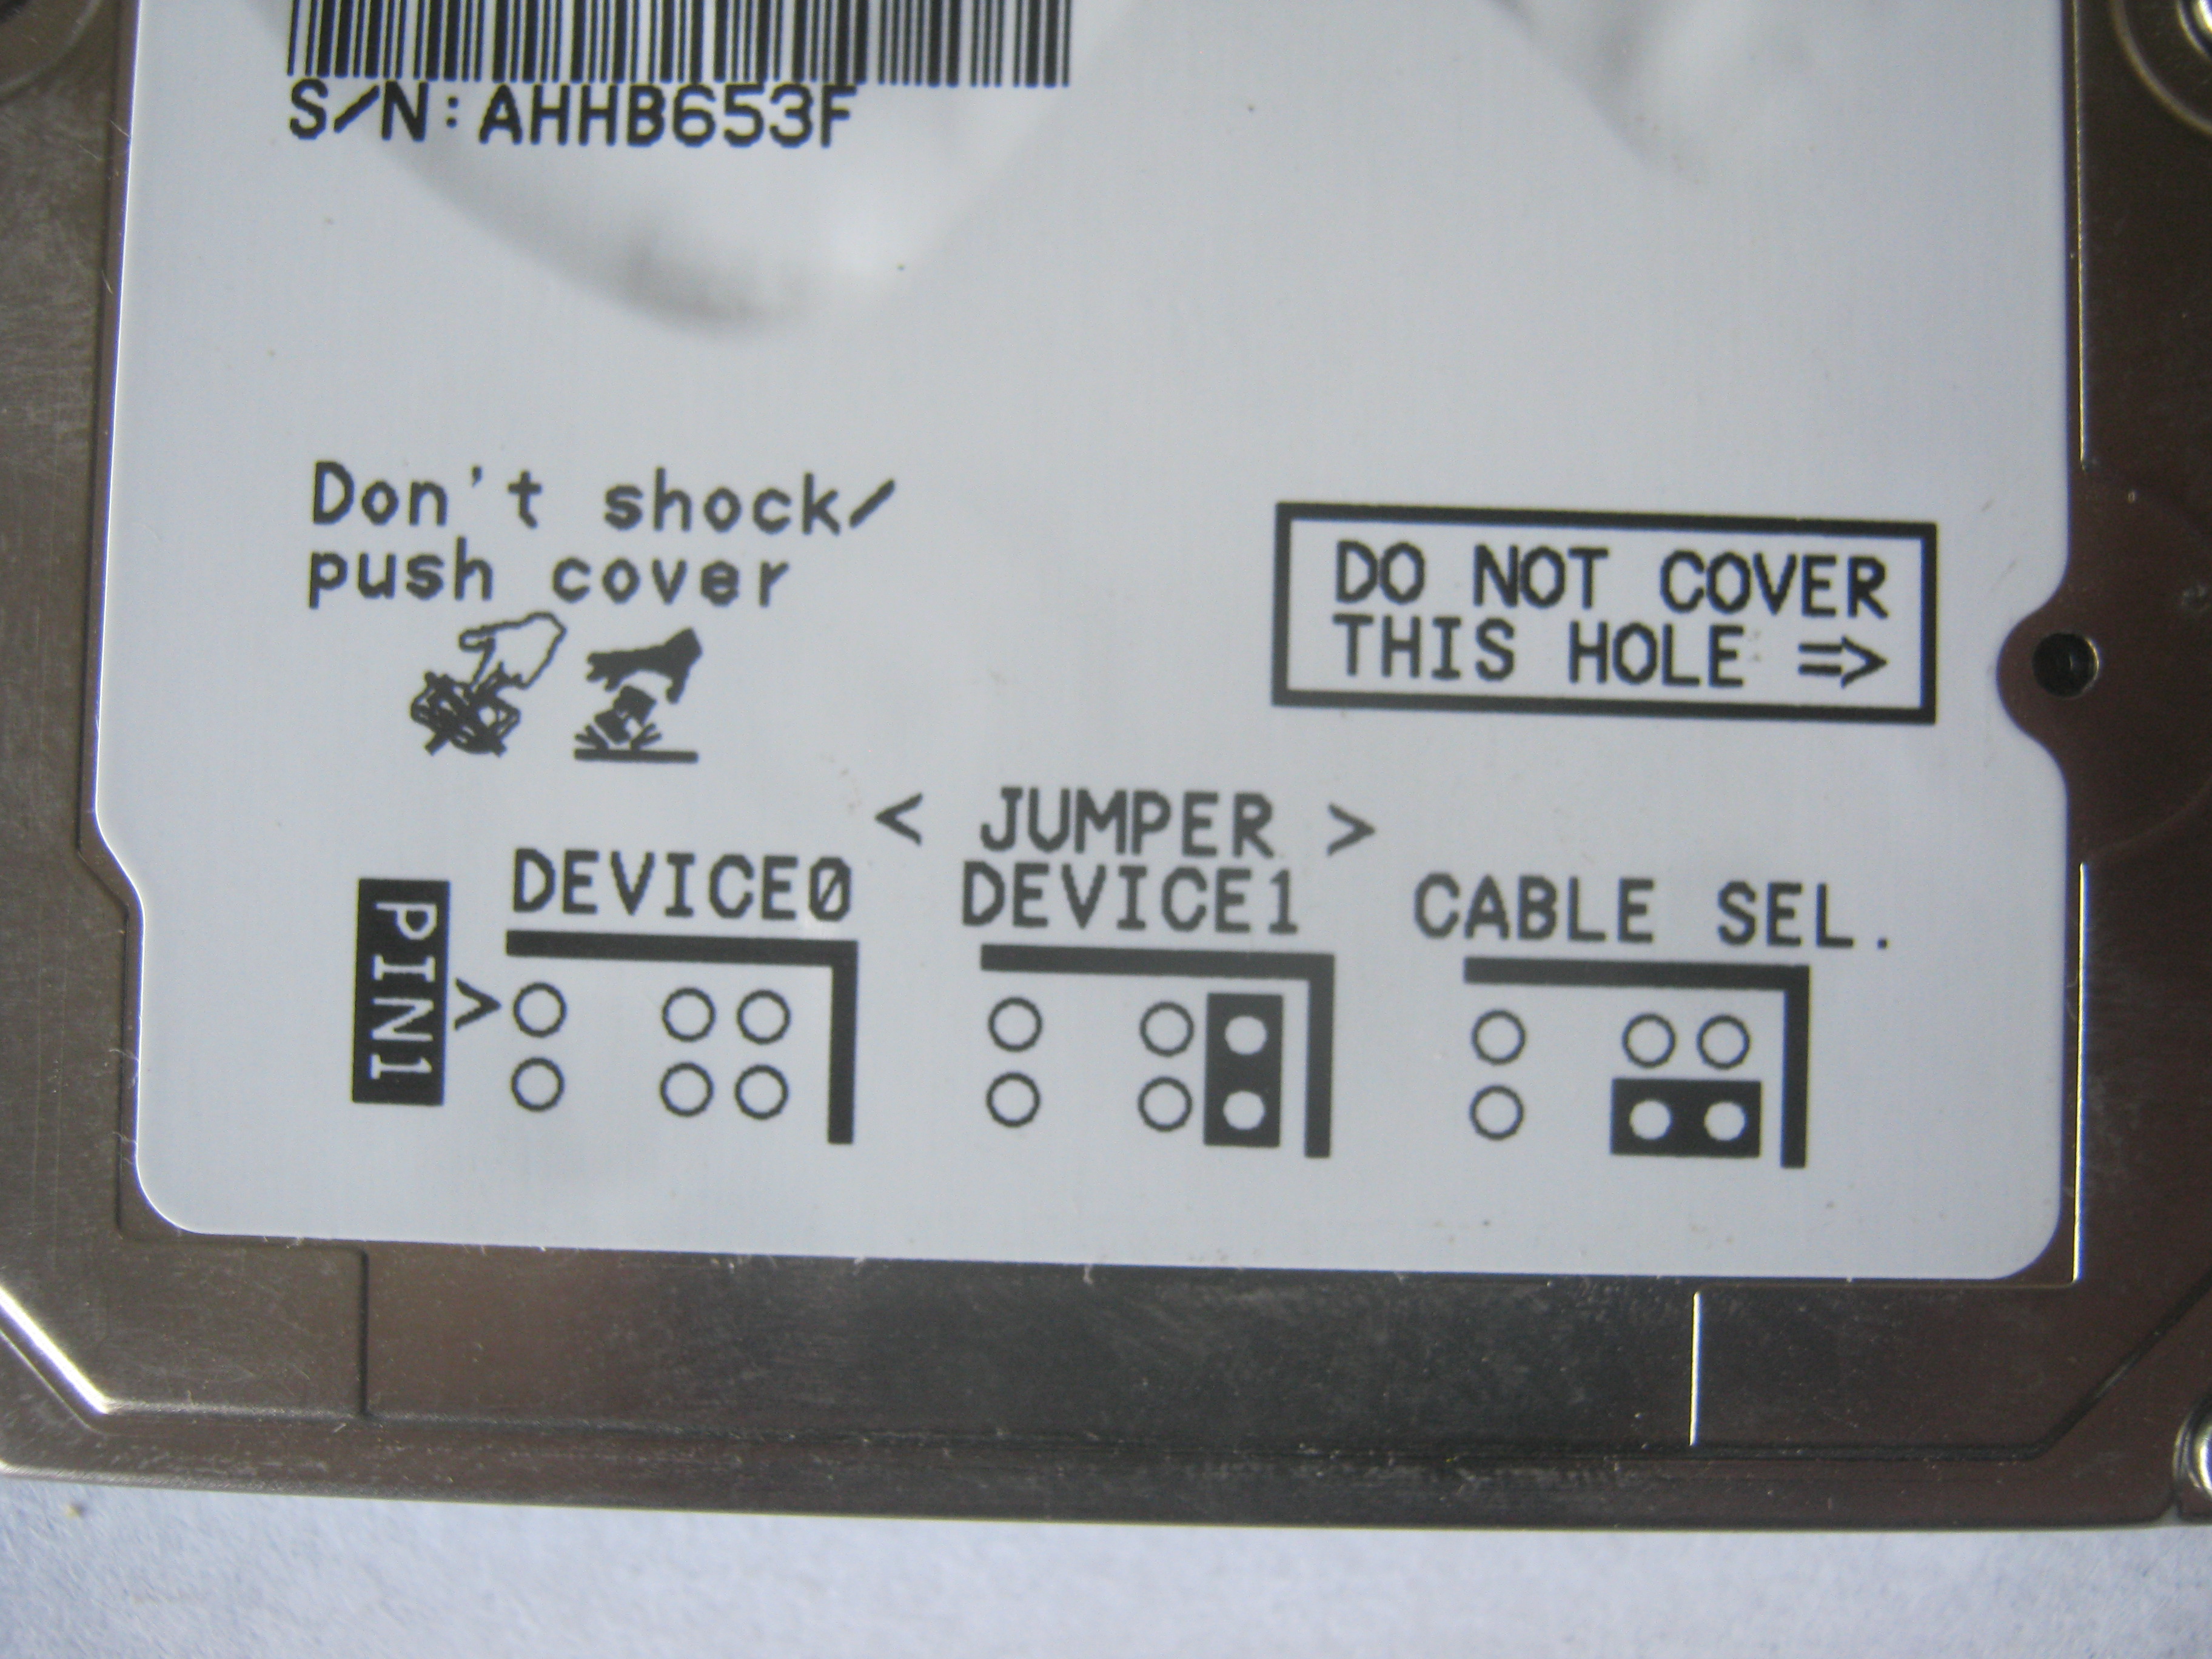 S/N: AHHB653F
Don't shock/
push cover
DO NOT COVER
THIS HOLE =>
< JUMPER >
DEVICE0
DEVICE1
CABLE SEL.
PIN1